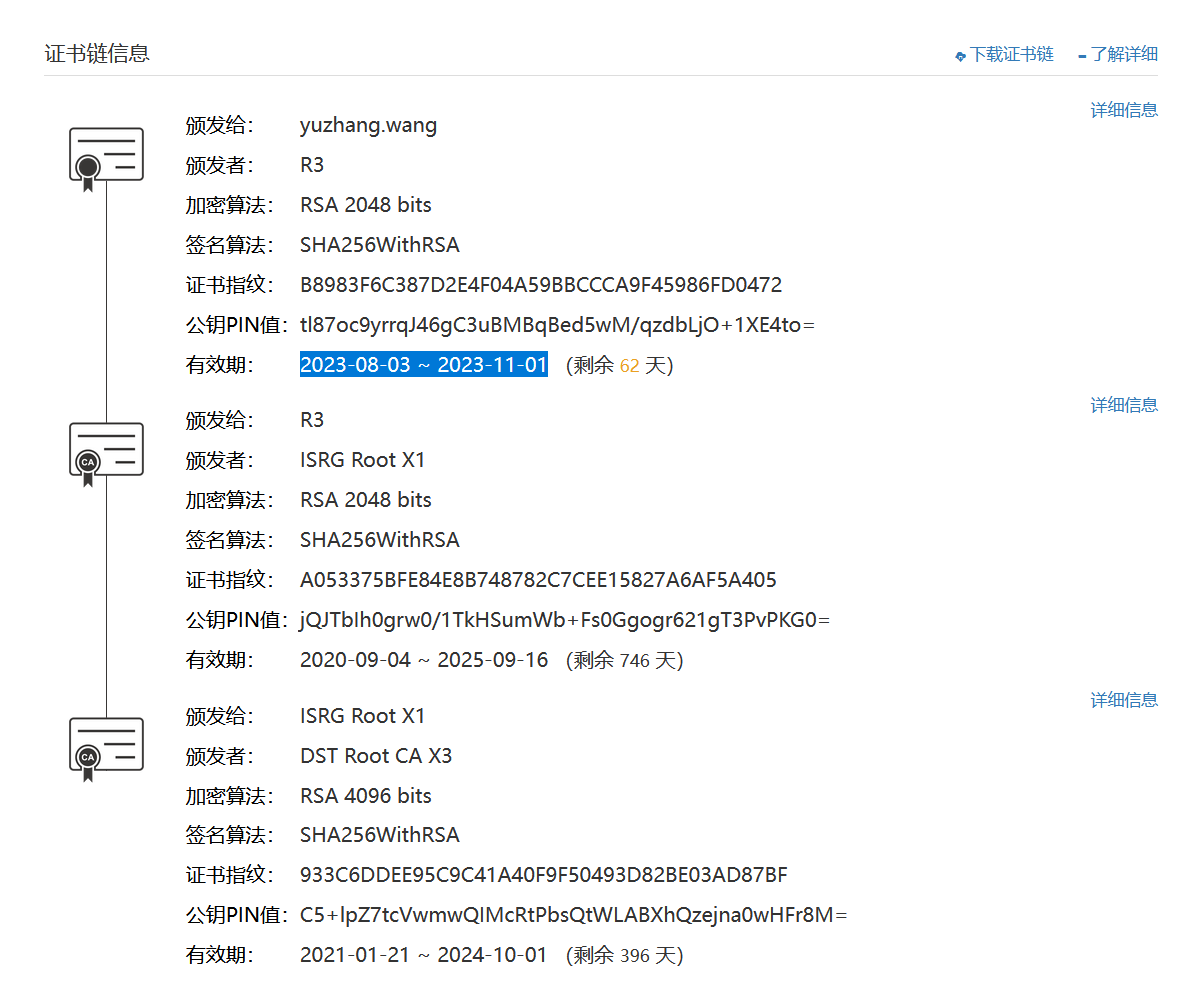 证书链信息
下载证书链 了解详细
详细信息
颁发给： yuzhang.wang
颁发者： R3
加密算法： RSA 2048 bits
签名算法： SHA256WithRSA
证书指纹： B8983F6C387D2E4F04A59BBCCCA9F45986FD0472
公钥PIN值： tl87oc9yrrqJ46gC3uBMBqBed5wM/qzdbLjO+1XE4to=
有效期： 2023-08-03 ~ 2023-11-01 (剩余 62 天)
详细信息
颁发给： R3
颁发者： ISRG Root X1
加密算法： RSA 2048 bits
签名算法： SHA256WithRSA
证书指纹： A053375BFE84E8B748782C7CEE15827A6AF5A405
公钥PIN值： jQJTbIh0grw0/1TkHSumWb+Fs0Ggogr621gT3PvPKG0=
有效期： 2020-09-04 ~ 2025-09-16 (剩余 746 天)
详细信息
颁发给： ISRG Root X1
颁发者： DST Root CA X3
加密算法： RSA 4096 bits
签名算法： SHA256WithRSA
证书指纹： 933C6DDEE95C9C41A40F9F50493D82BE03AD87BF
公钥PIN值： C5+lpZ7tcVwmwQIMcRtPbsQtWLABXhQzejna0wHFr8M=
有效期： 2021-01-21 ~ 2024-10-01 (剩余 396 天)
CA
CA